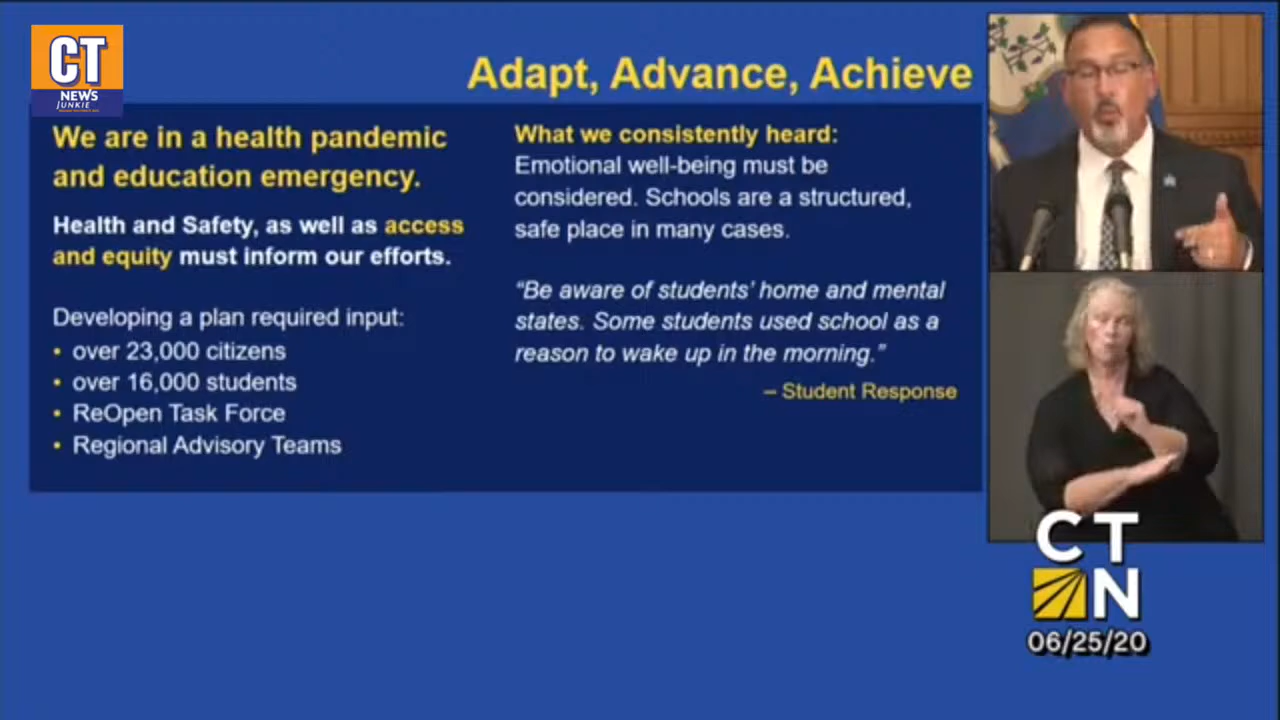 CT
NEWS
JUNKIE
Adapt, Advance, Achieve
We are in a health pandemic
and education emergency.
Health and Safety, as well as access
and equity must inform our efforts.
Developing a plan required input:
• over 23,000 citizens
• over 16,000 students
• ReOpen Task Force
• Regional Advisory Teams
What we consistently heard:
Emotional well-being must be
considered. Schools are a structured,
safe place in many cases.
“Be aware of students’ home and mental
states. Some students used school as a
reason to wake up in the morning.”
– Student Response
CT
N
06/25/20